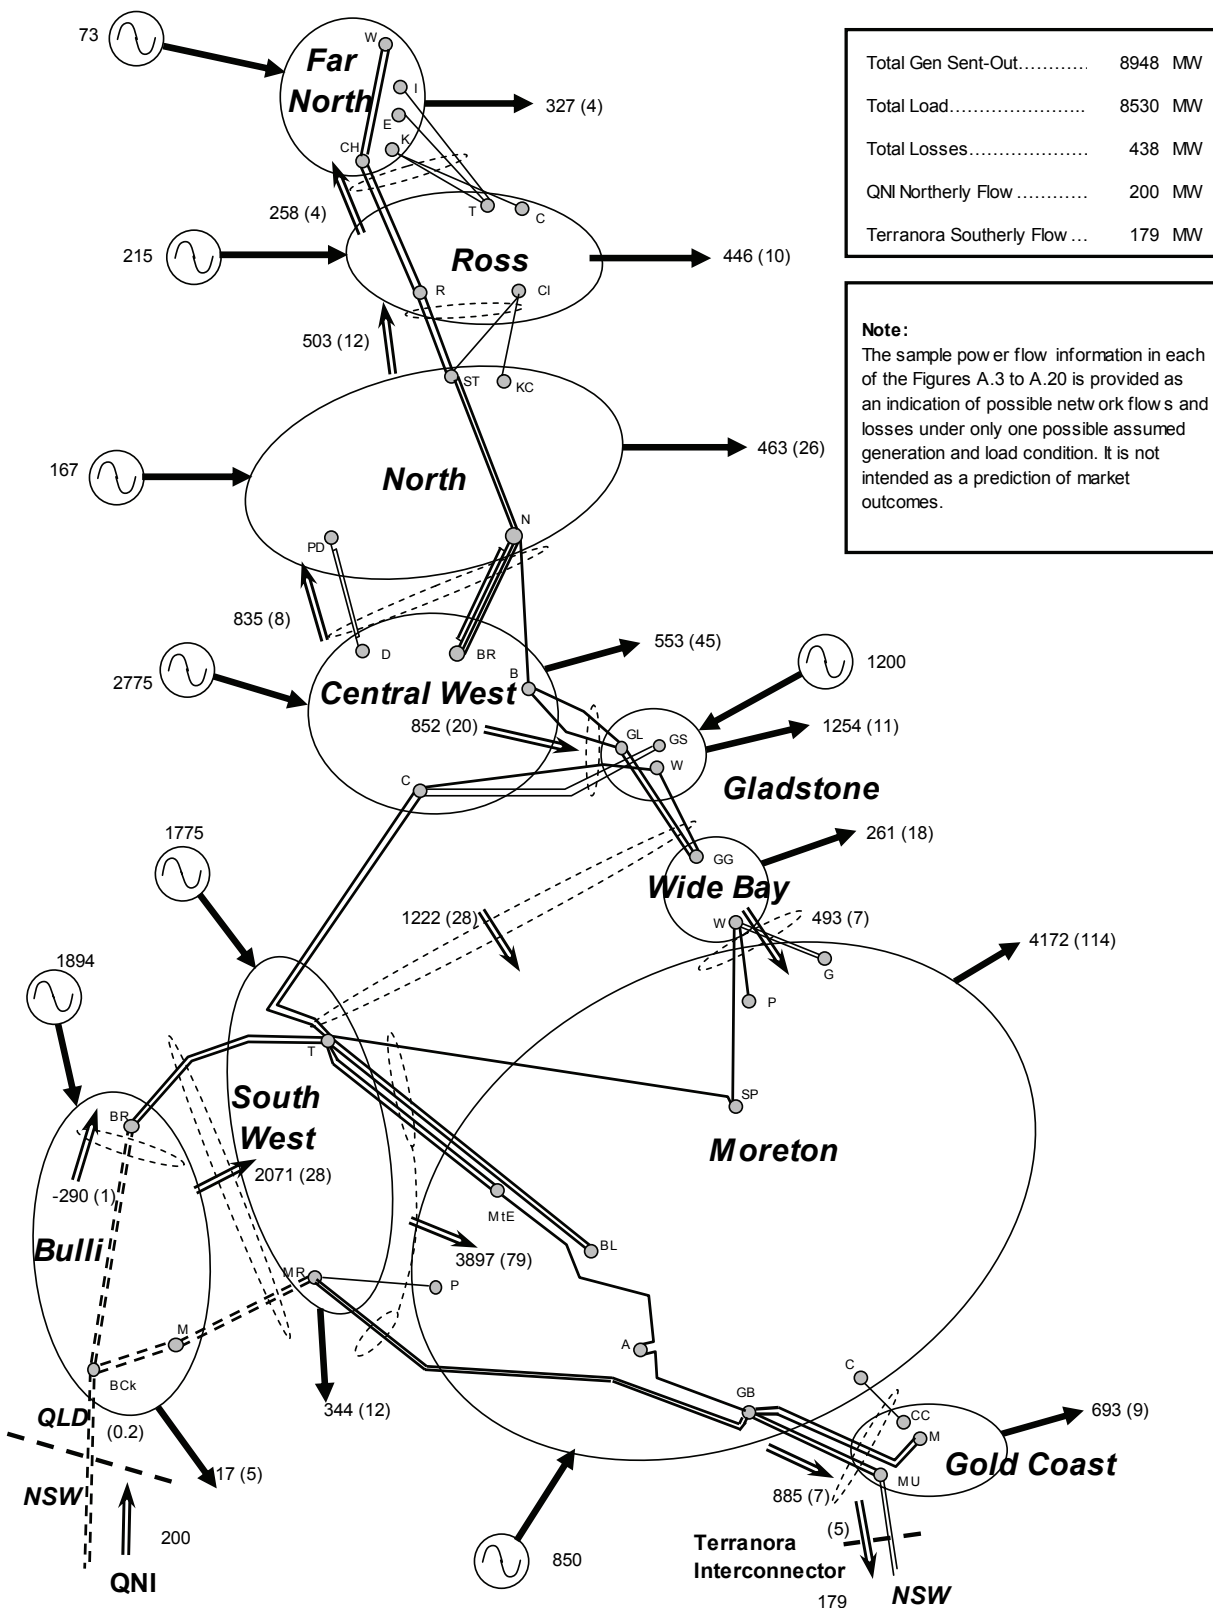 73
W
Far
North
I
E
K
CH
327 (4)
258 (4)
T
C
215
Ross
446 (10)
R
CI
503 (12)
ST
KC
167
North
463 (26)
N
PD
835 (8)
D
BR
553 (45)
1200
2775
Central West
B
852 (20)
GL
GS
W
1254 (11)
C
Gladstone
1775
261 (18)
GG
Wide Bay
1222 (28)
W
493 (7)
G
4172 (114)
1894
P
T
SP
South
West
BR
Moreton
2071 (28)
-290 (1)
MtE
Bulli
BL
3897 (79)
MR
P
M
A
BCk
C
344 (12)
GB
CC
693 (9)
QLD
(0.2)
M
Gold Coast
17 (5)
MU
NSW
885 (7)
(5)
200
Terranora
Interconnector
850
QNI
179
NSW
Total Gen Sent-Out............ 8948 MW
Total Load..................... 8530 MW
Total Losses................... 438 MW
QNI Northerly Flow ............ 200 MW
Terranora Southerly Flow ... 179 MW
Note:
The sample power flow information in each
of the Figures A.3 to A.20 is provided as
an indication of possible network flows and
losses under only one possible assumed
generation and load condition. It is not
intended as a prediction of market
outcomes.